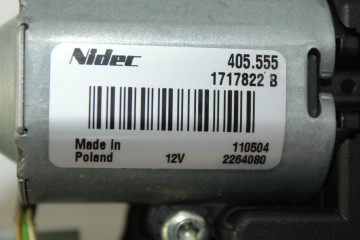 Nidec 405.555
1717822 B
Made in 110504
Poland 12V 2264080